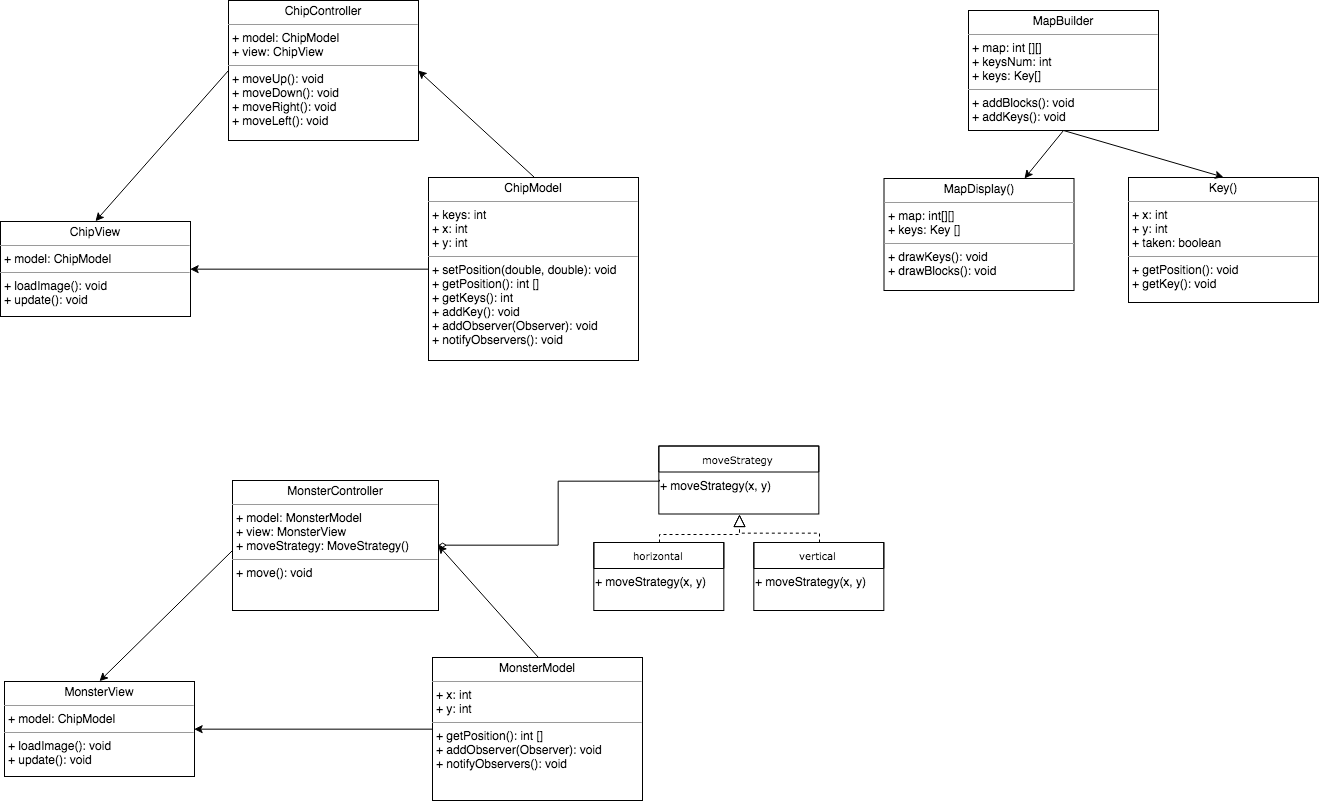 ChipController
+ model: ChipModel
+ view: ChipView
+ moveUp(): void
+ moveDown(): void
+ moveRight(): void
+ moveLeft(): void
MapBuilder
+ map: int [][]
+ keysNum: int
+ keys: Key[]
+ addBlocks(): void
+ addKeys(): void
ChipModel
+ keys: int
+ x: int
+ y: int
+ setPosition(double, double): void
+ getPosition(): int []
+ getKeys(): int
+ addKey(): void
+ addObserver(Observer): void
+ notifyObservers(): void
MapDisplay()
+ map: int[][]
+ keys: Key []
+ drawKeys(): void
+ drawBlocks(): void
Key()
+ x: int
+ y: int
+ taken: boolean
+ getPosition(): void
+ getKey(): void
ChipView
+ model: ChipModel
+ loadImage(): void
+ update(): void
moveStrategy
+ moveStrategy(x, y)
MonsterController
+ model: MonsterModel
+ view: MonsterView
+ moveStrategy: MoveStrategy()
+ move(): void
horizontal
+ moveStrategy(x, y)
vertical
+ moveStrategy(x, y)
MonsterModel
+ x: int
+ y: int
+ getPosition(): int []
+ addObserver(Observer): void
+ notifyObservers(): void
MonsterView
+ model: ChipModel
+ loadImage(): void
+ update(): void